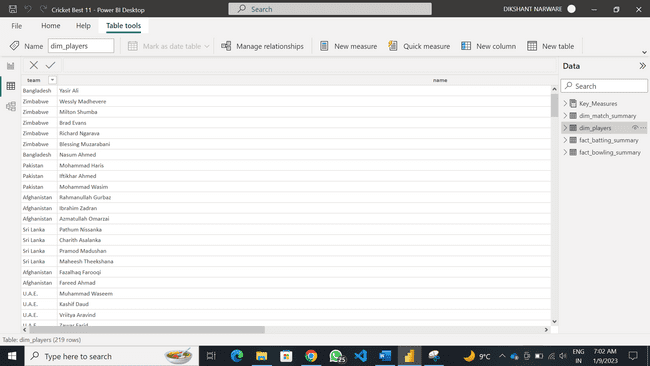 Cricket Best 11 - Power BI Desktop
Search
DIKSHANT NARWARE
File Home Help Table tools
Name dim_players Mark as date table Manage relationships New measure Quick measure New column New table
team name
Bangladesh Yasir Ali
Zimbabwe Wessly Madhevere
Zimbabwe Milton Shumba
Zimbabwe Brad Evans
Zimbabwe Richard Ngarava
Zimbabwe Blessing Muzarabani
Bangladesh Nasum Ahmed
Pakistan Mohammad Haris
Pakistan Iftikhar Ahmed
Pakistan Mohammad Wasim
Afghanistan Rahmanullah Gurbaz
Afghanistan Ibrahim Zadran
Afghanistan Azmatullah Omarzai
Sri Lanka Pathum Nissanka
Sri Lanka Charith Asalanka
Sri Lanka Pramod Madushan
Sri Lanka Maheesh Theekshana
Afghanistan Fazalhaq Farooqi
Afghanistan Fareed Ahmad
U.A.E. Muhammad Waseem
U.A.E. Kashif Daud
U.A.E. Vriitya Aravind
U.A.E. Zawar Farid
Data
Search
Key_Measures
dim_match_summary
dim_players
fact_batting_summary
fact_bowling_summary
Table: dim_players (219 rows)
Type here to search
25
9°C
ENG
IN
7:02 AM
1/9/2023